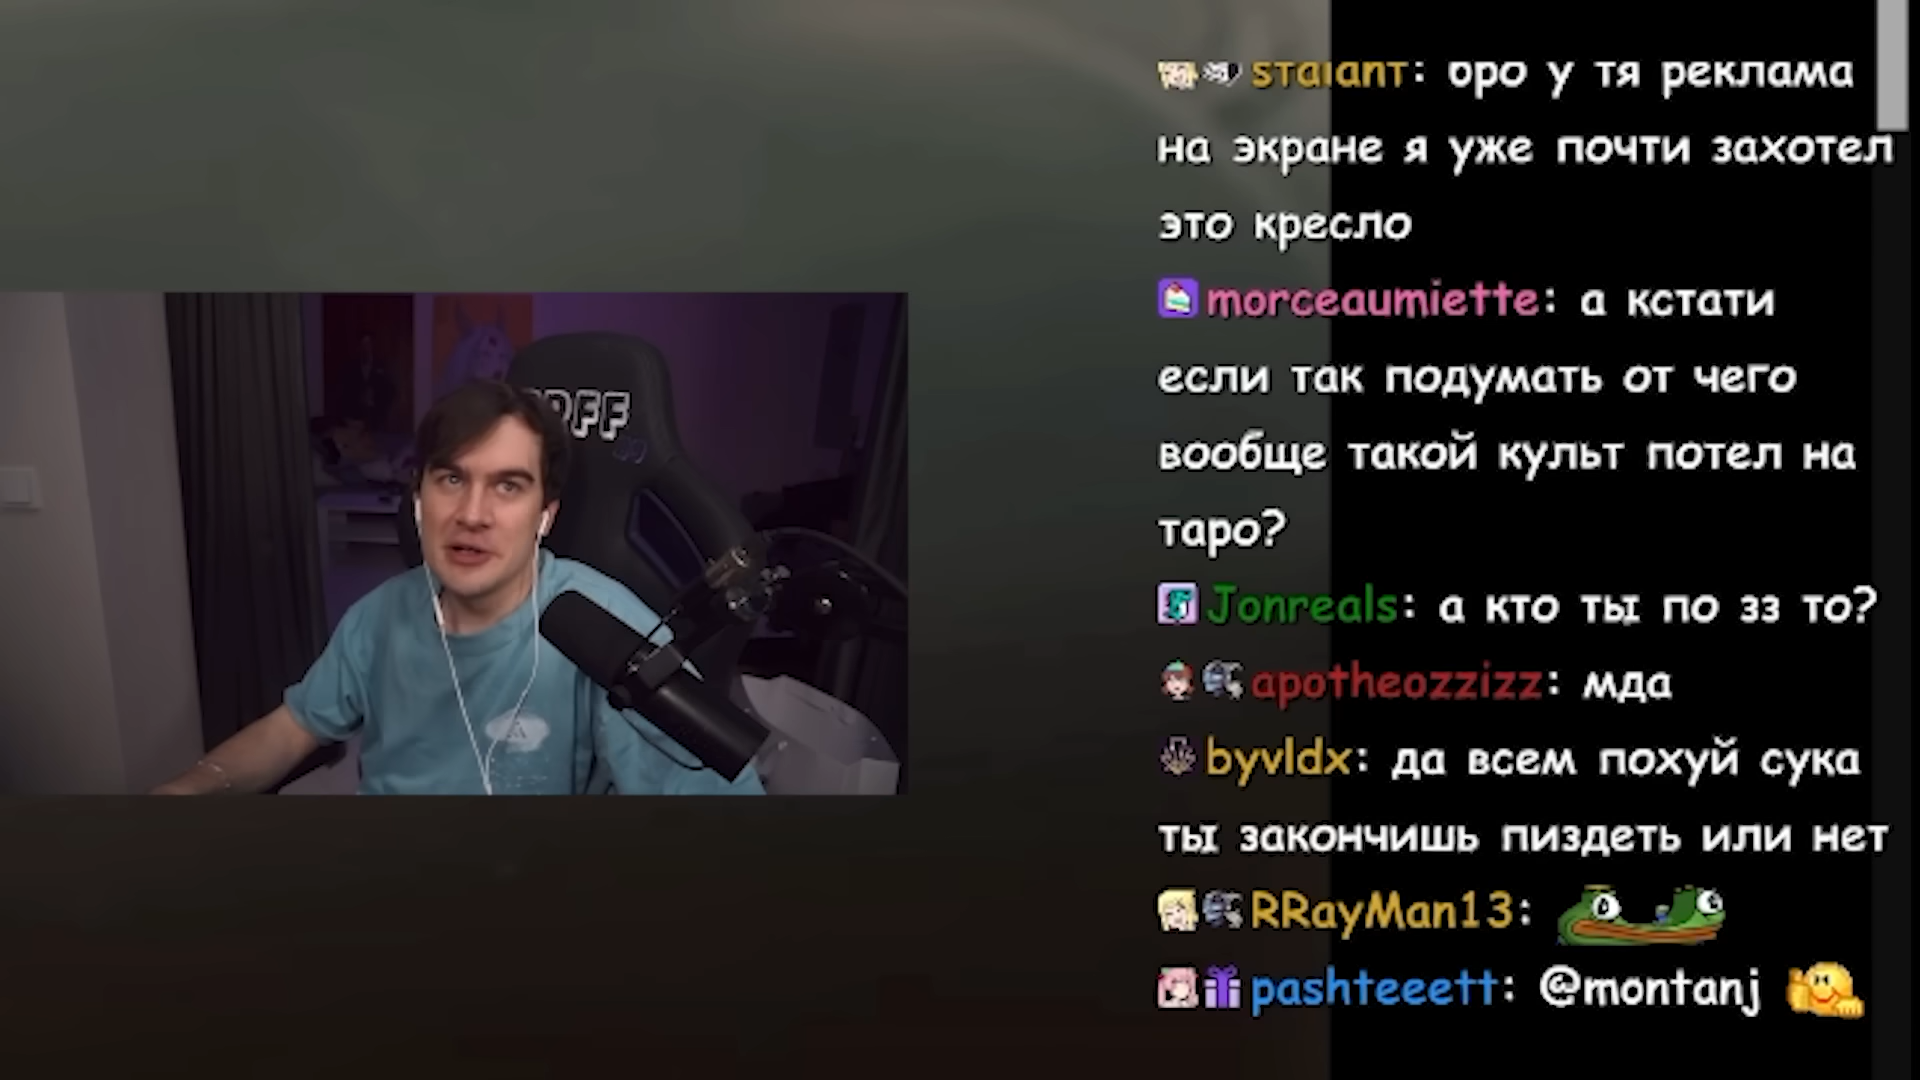 stalant: бро у тя реклама
на экране я уже почти захотел
это кресло
morceaumiette: а кстати
если так подумать от чего
вообще такой культ потел на
таро?
Jonreals: а кто ты по зз то?
apotheozzizz: мда
byvldx: да всем похуй сука
ты закончишь пиздеть или нет
RRayMan13:
pashteeett: @montanj